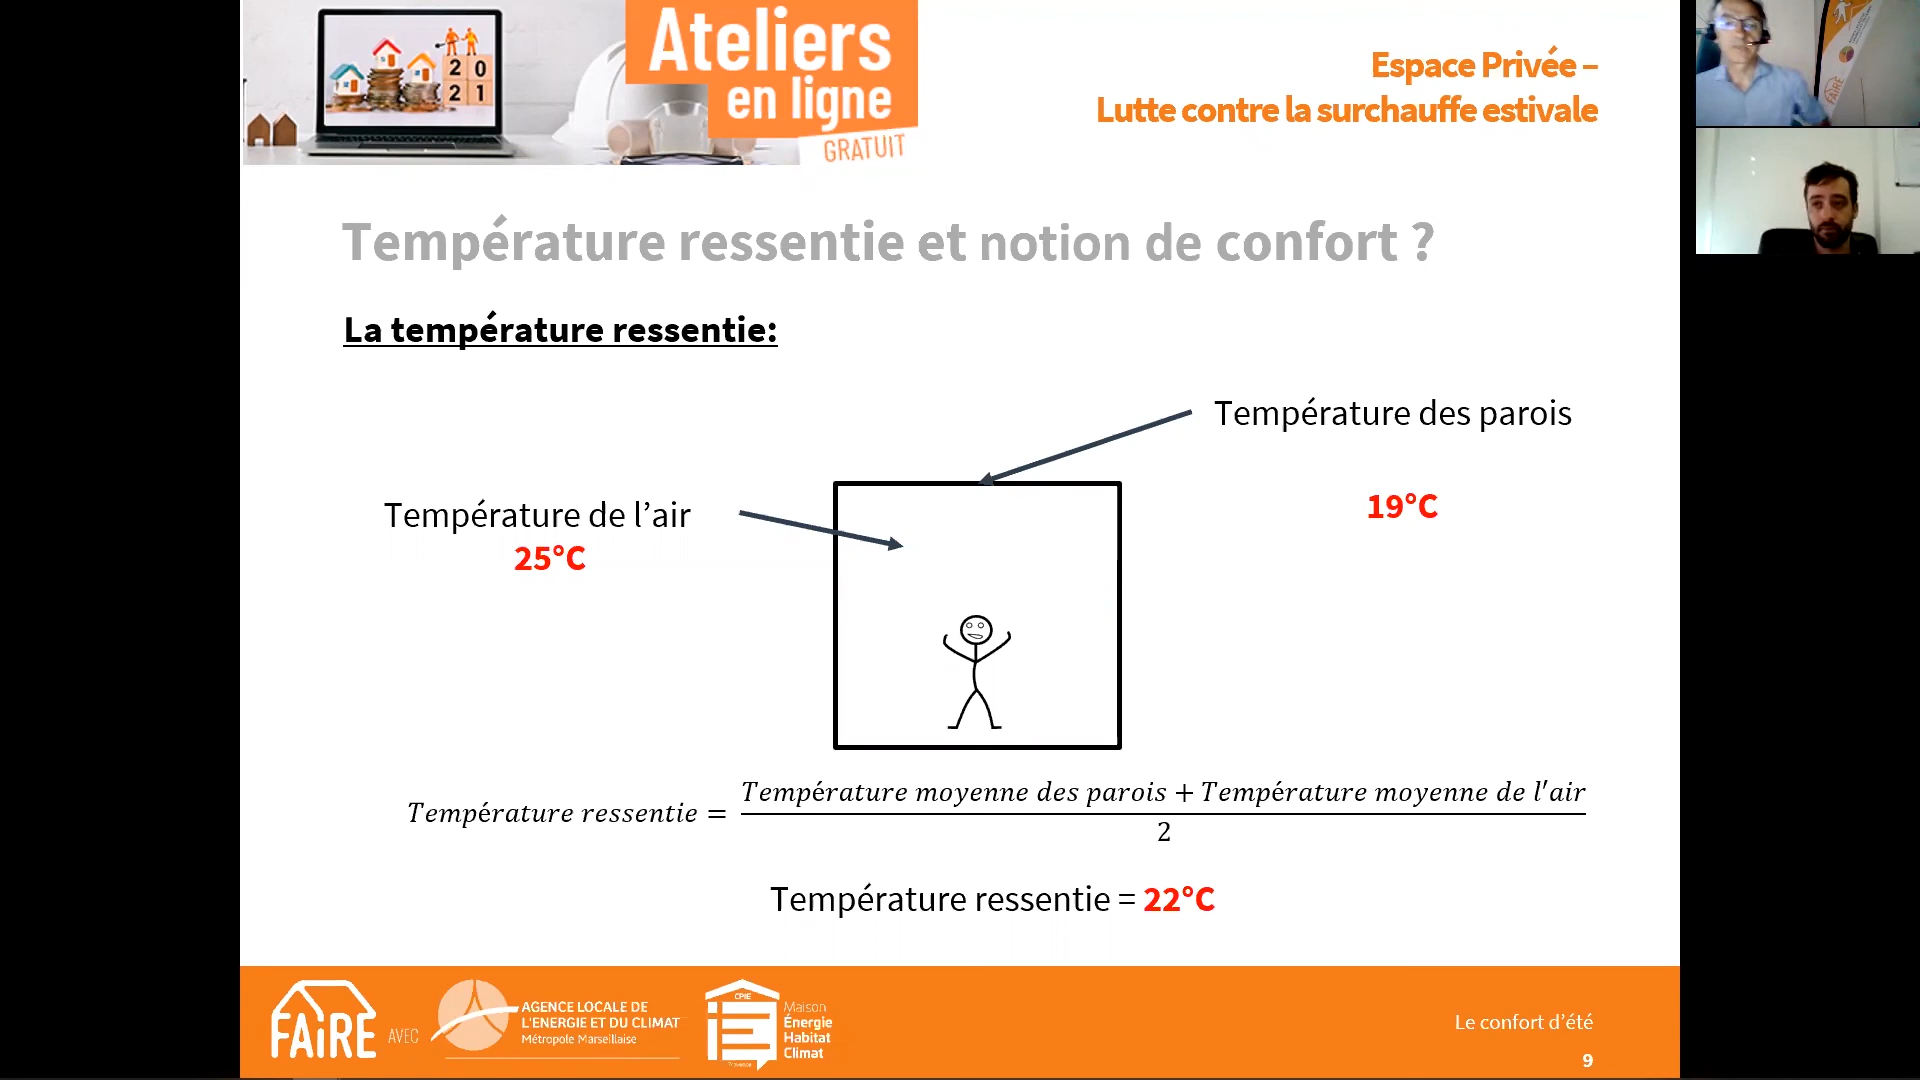 Ateliers
en ligne
GRATUIT
20
21
Espace Privée –
Lutte contre la surchauffe estivale
FAiRE
Température ressentie et notion de confort ?
La température ressentie:
Température des parois
19°C
Température de l’air
25°C
Température ressentie = Température moyenne des parois + Température moyenne de l'air
2
Température ressentie = 22°C
FAiRE
AVEC
AGENCE LOCALE DE
L'ENERGIE ET DU CLIMAT
Métropole Marseillaise
CPIE
Maison
Énergie
Habitat
Climat
Le confort d’été
9